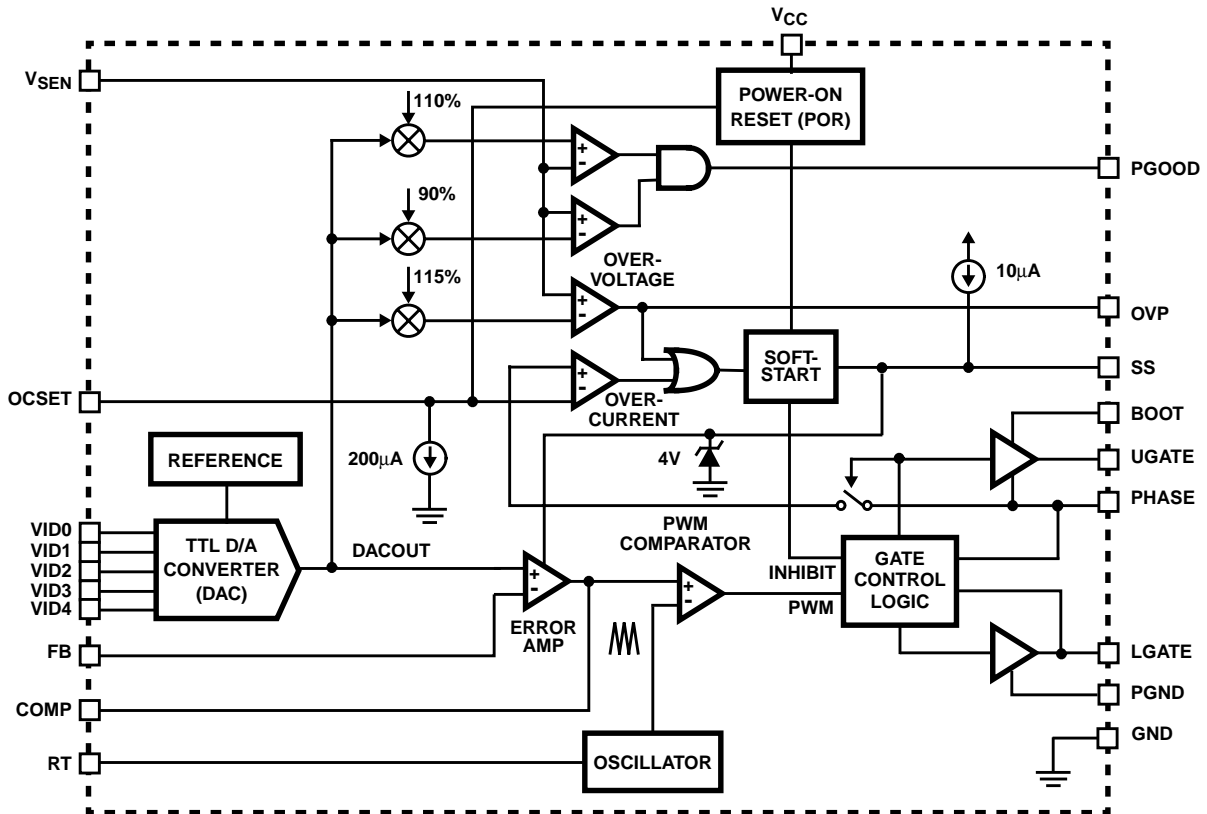 VCC
VSEN
110%
POWER-ON
RESET (POR)
+
-
PGOOD
90%
+
-
OVER-
VOLTAGE
10µA
115%
+
-
OVP
SOFT-
START
SS
+
-
OVER-
CURRENT
OCSET
BOOT
REFERENCE
200µA
4V
UGATE
PHASE
VID0
VID1
VID2
VID3
VID4
TTL D/A
CONVERTER
(DAC)
DACOUT
PWM
COMPARATOR
+
-
+
-
INHIBIT
PWM
GATE
CONTROL
LOGIC
ERROR
AMP
FB
LGATE
COMP
PGND
GND
RT
OSCILLATOR